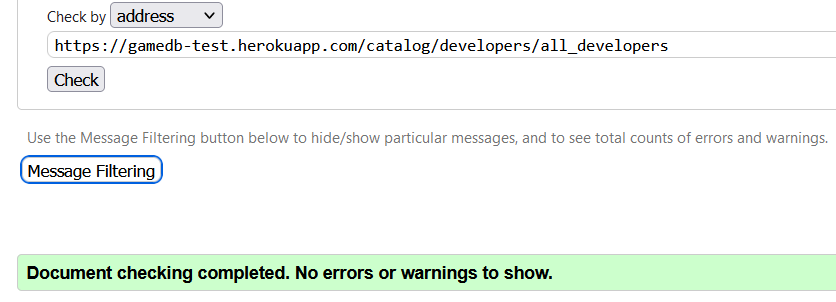 Check by address
https://gamedb-test.herokuapp.com/catalog/developers/all_developers
Check
Use the Message Filtering button below to hide/show particular messages, and to see total counts of errors and warnings.
Message Filtering
Document checking completed. No errors or warnings to show.